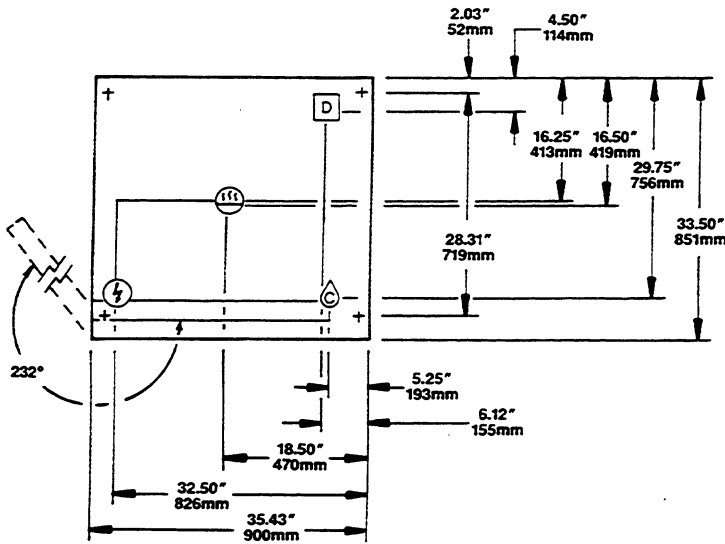 2.03"
52mm
4.50"
114mm
D
16.25"
413mm
16.50"
419mm
29.75"
756mm
28.31"
719mm
33.50"
851mm
C
232°
5.25"
193mm
6.12"
155mm
18.50"
470mm
32.50"
826mm
35.43"
900mm